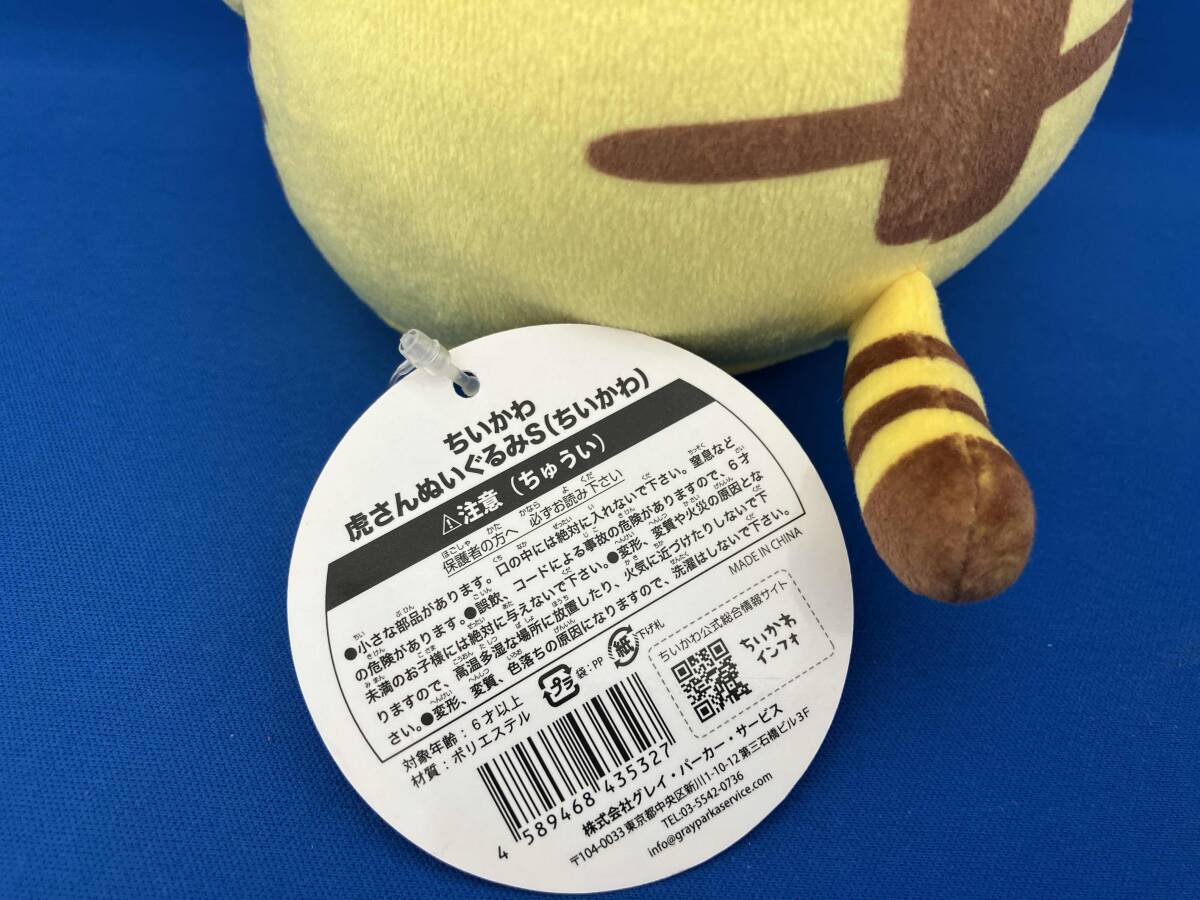 ちいかわ
虎さんぬいぐるみS(ちいかわ)
⚠注意(ちゅうい)
保護者の方へ 必ずお読み下さい
●小さな部品があります。口の中には絶対に入れないで下さい。窒息など
の危険があります。●誤飲、コードによる事故の危険がありますので、6才
未満のお子様には絶対に与えないで下さい。●変形、変質や火災の原因とな
りますので、高温多湿な場所に放置したり、火気に近づけたりしないで下
さい。●変形、変質、色落ちの原因になりますので、洗濯はしないで下さい。
MADE IN CHINA
対象年齢:6才以上
材質:ポリエステル
プラ
袋:PP
紙
下げ札
ちいかわ公式総合情報サイト
ちいかわ
インフォ
4 589468 435327
株式会社グレイ・パーカー・サービス
〒104-0033 東京都中央区新川1-10-12 第三石橋ビル3F
TEL:03-5542-0736
info@grayparkaservice.com